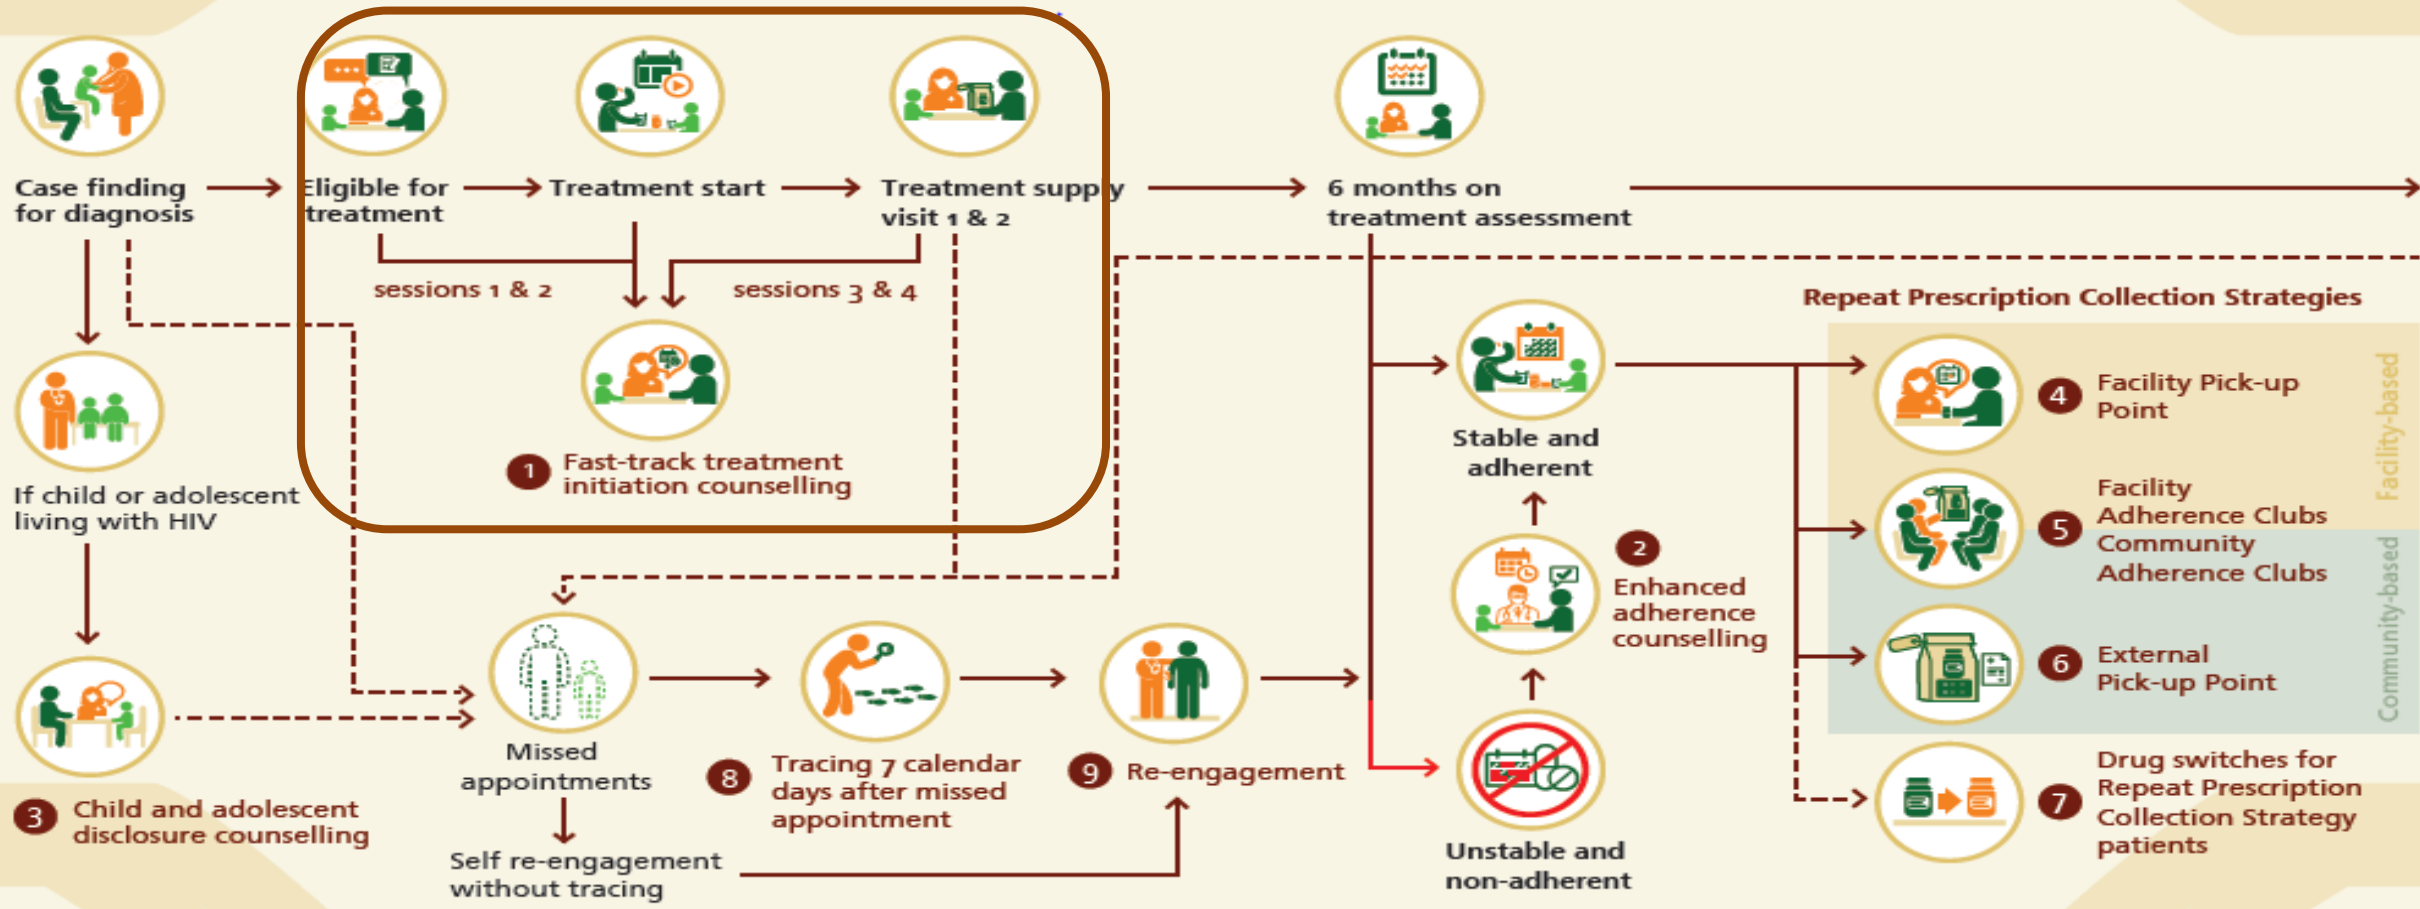 Case finding
for diagnosis
Eligible for
treatment
Treatment start
Treatment supply
visit 1 & 2
6 months on
treatment assessment
sessions 1 & 2
sessions 3 & 4
1
Fast-track treatment
initiation counselling
If child or adolescent
living with HIV
3
Child and adolescent
disclosure counselling
Missed
appointments
Self re-engagement
without tracing
8
Tracing 7 calendar
days after missed
appointment
9
Re-engagement
Stable and
adherent
2
Enhanced
adherence
counselling
Unstable and
non-adherent
Repeat Prescription Collection Strategies
Facility-based
4
Facility Pick-up
Point
5
Facility
Adherence Clubs
Community
Adherence Clubs
Community-based
6
External
Pick-up Point
7
Drug switches for
Repeat Prescription
Collection Strategy
patients